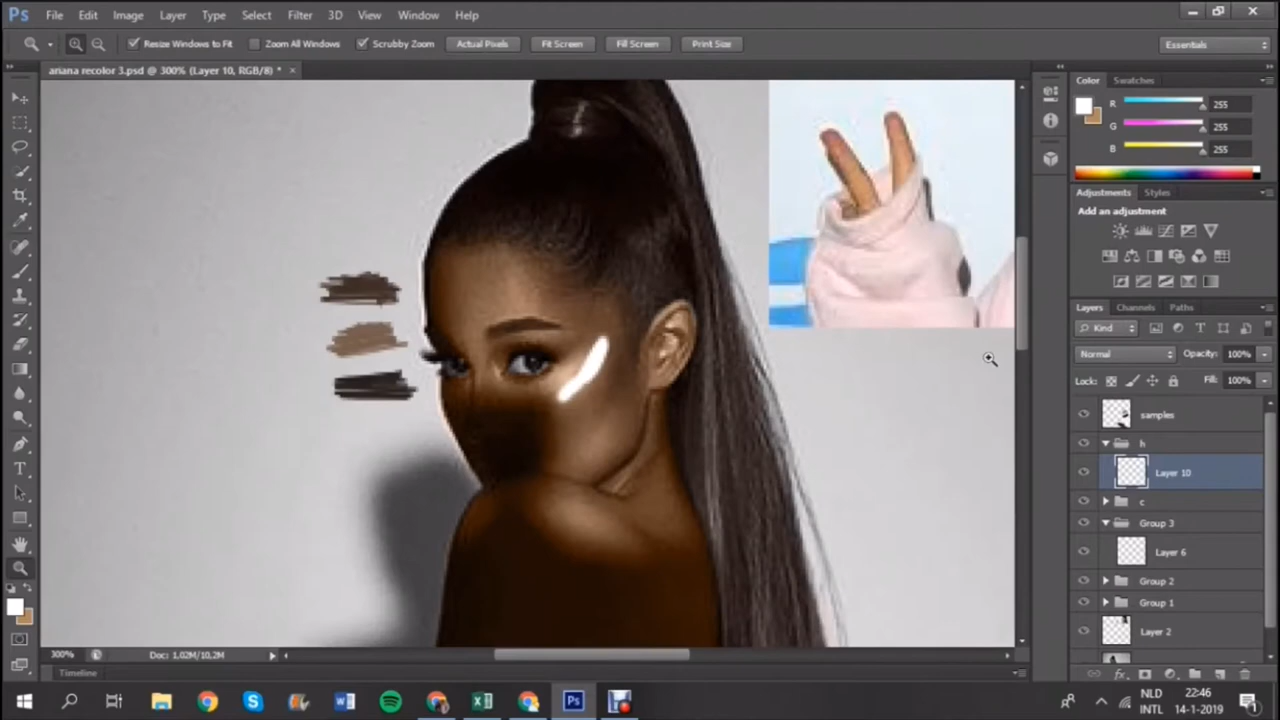 Ps File Edit Image Layer Type Select Filter 3D View Window Help
Resize Windows to Fit Zoom All Windows Scrubby Zoom Actual Pixels Fit Screen Fill Screen Print Size Essentials
ariana recolor 3.psd @ 300% (Layer 10, RGB/8) * ×
Color Swatches
R 255
G 255
B 255
Adjustments Styles
Add an adjustment
Layers Channels Paths
Kind
Normal Opacity: 100%
Lock: Fill: 100%
samples
h
Layer 10
c
Group 3
Layer 6
Group 2
Group 1
Layer 2
300% Doc: 1,02M/10,2M
Timeline
NLD 22:46
INTL 14-1-2019